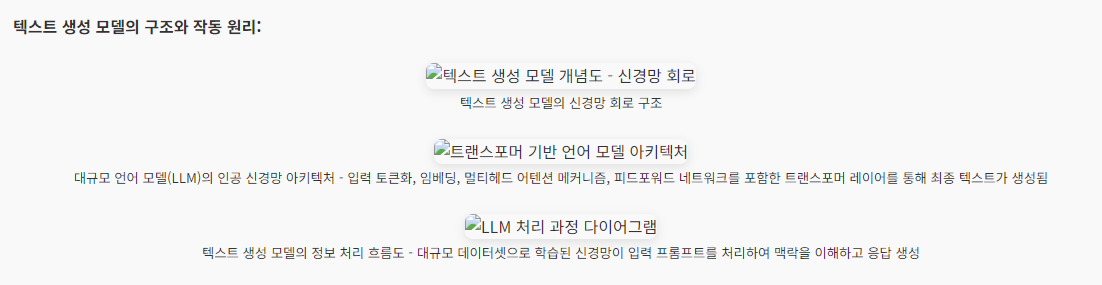 텍스트 생성 모델의 구조와 작동 원리:
텍스트 생성 모델 개념도 - 신경망 회로
텍스트 생성 모델의 신경망 회로 구조
트랜스포머 기반 언어 모델 아키텍처
대규모 언어 모델(LLM)의 인공 신경망 아키텍처 - 입력 토큰화, 임베딩, 멀티헤드 어텐션 메커니즘, 피드포워드 네트워크를 포함한 트랜스포머 레이어를 통해 최종 텍스트가 생성됨
LLM 처리 과정 다이어그램
텍스트 생성 모델의 정보 처리 흐름도 - 대규모 데이터셋으로 학습된 신경망이 입력 프롬프트를 처리하여 맥락을 이해하고 응답 생성